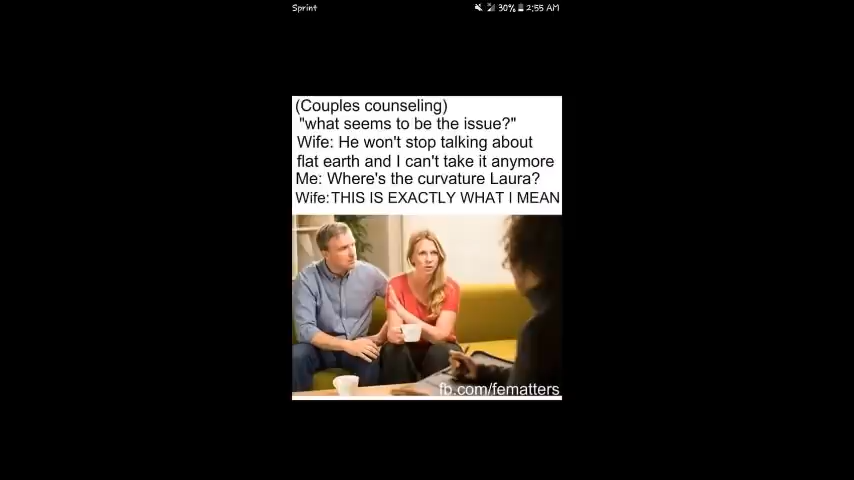 Sprint 30% 2:55 AM
(Couples counseling)
"what seems to be the issue?"
Wife: He won't stop talking about
flat earth and I can't take it anymore
Me: Where's the curvature Laura?
Wife:THIS IS EXACTLY WHAT I MEAN
fb.com/fematters